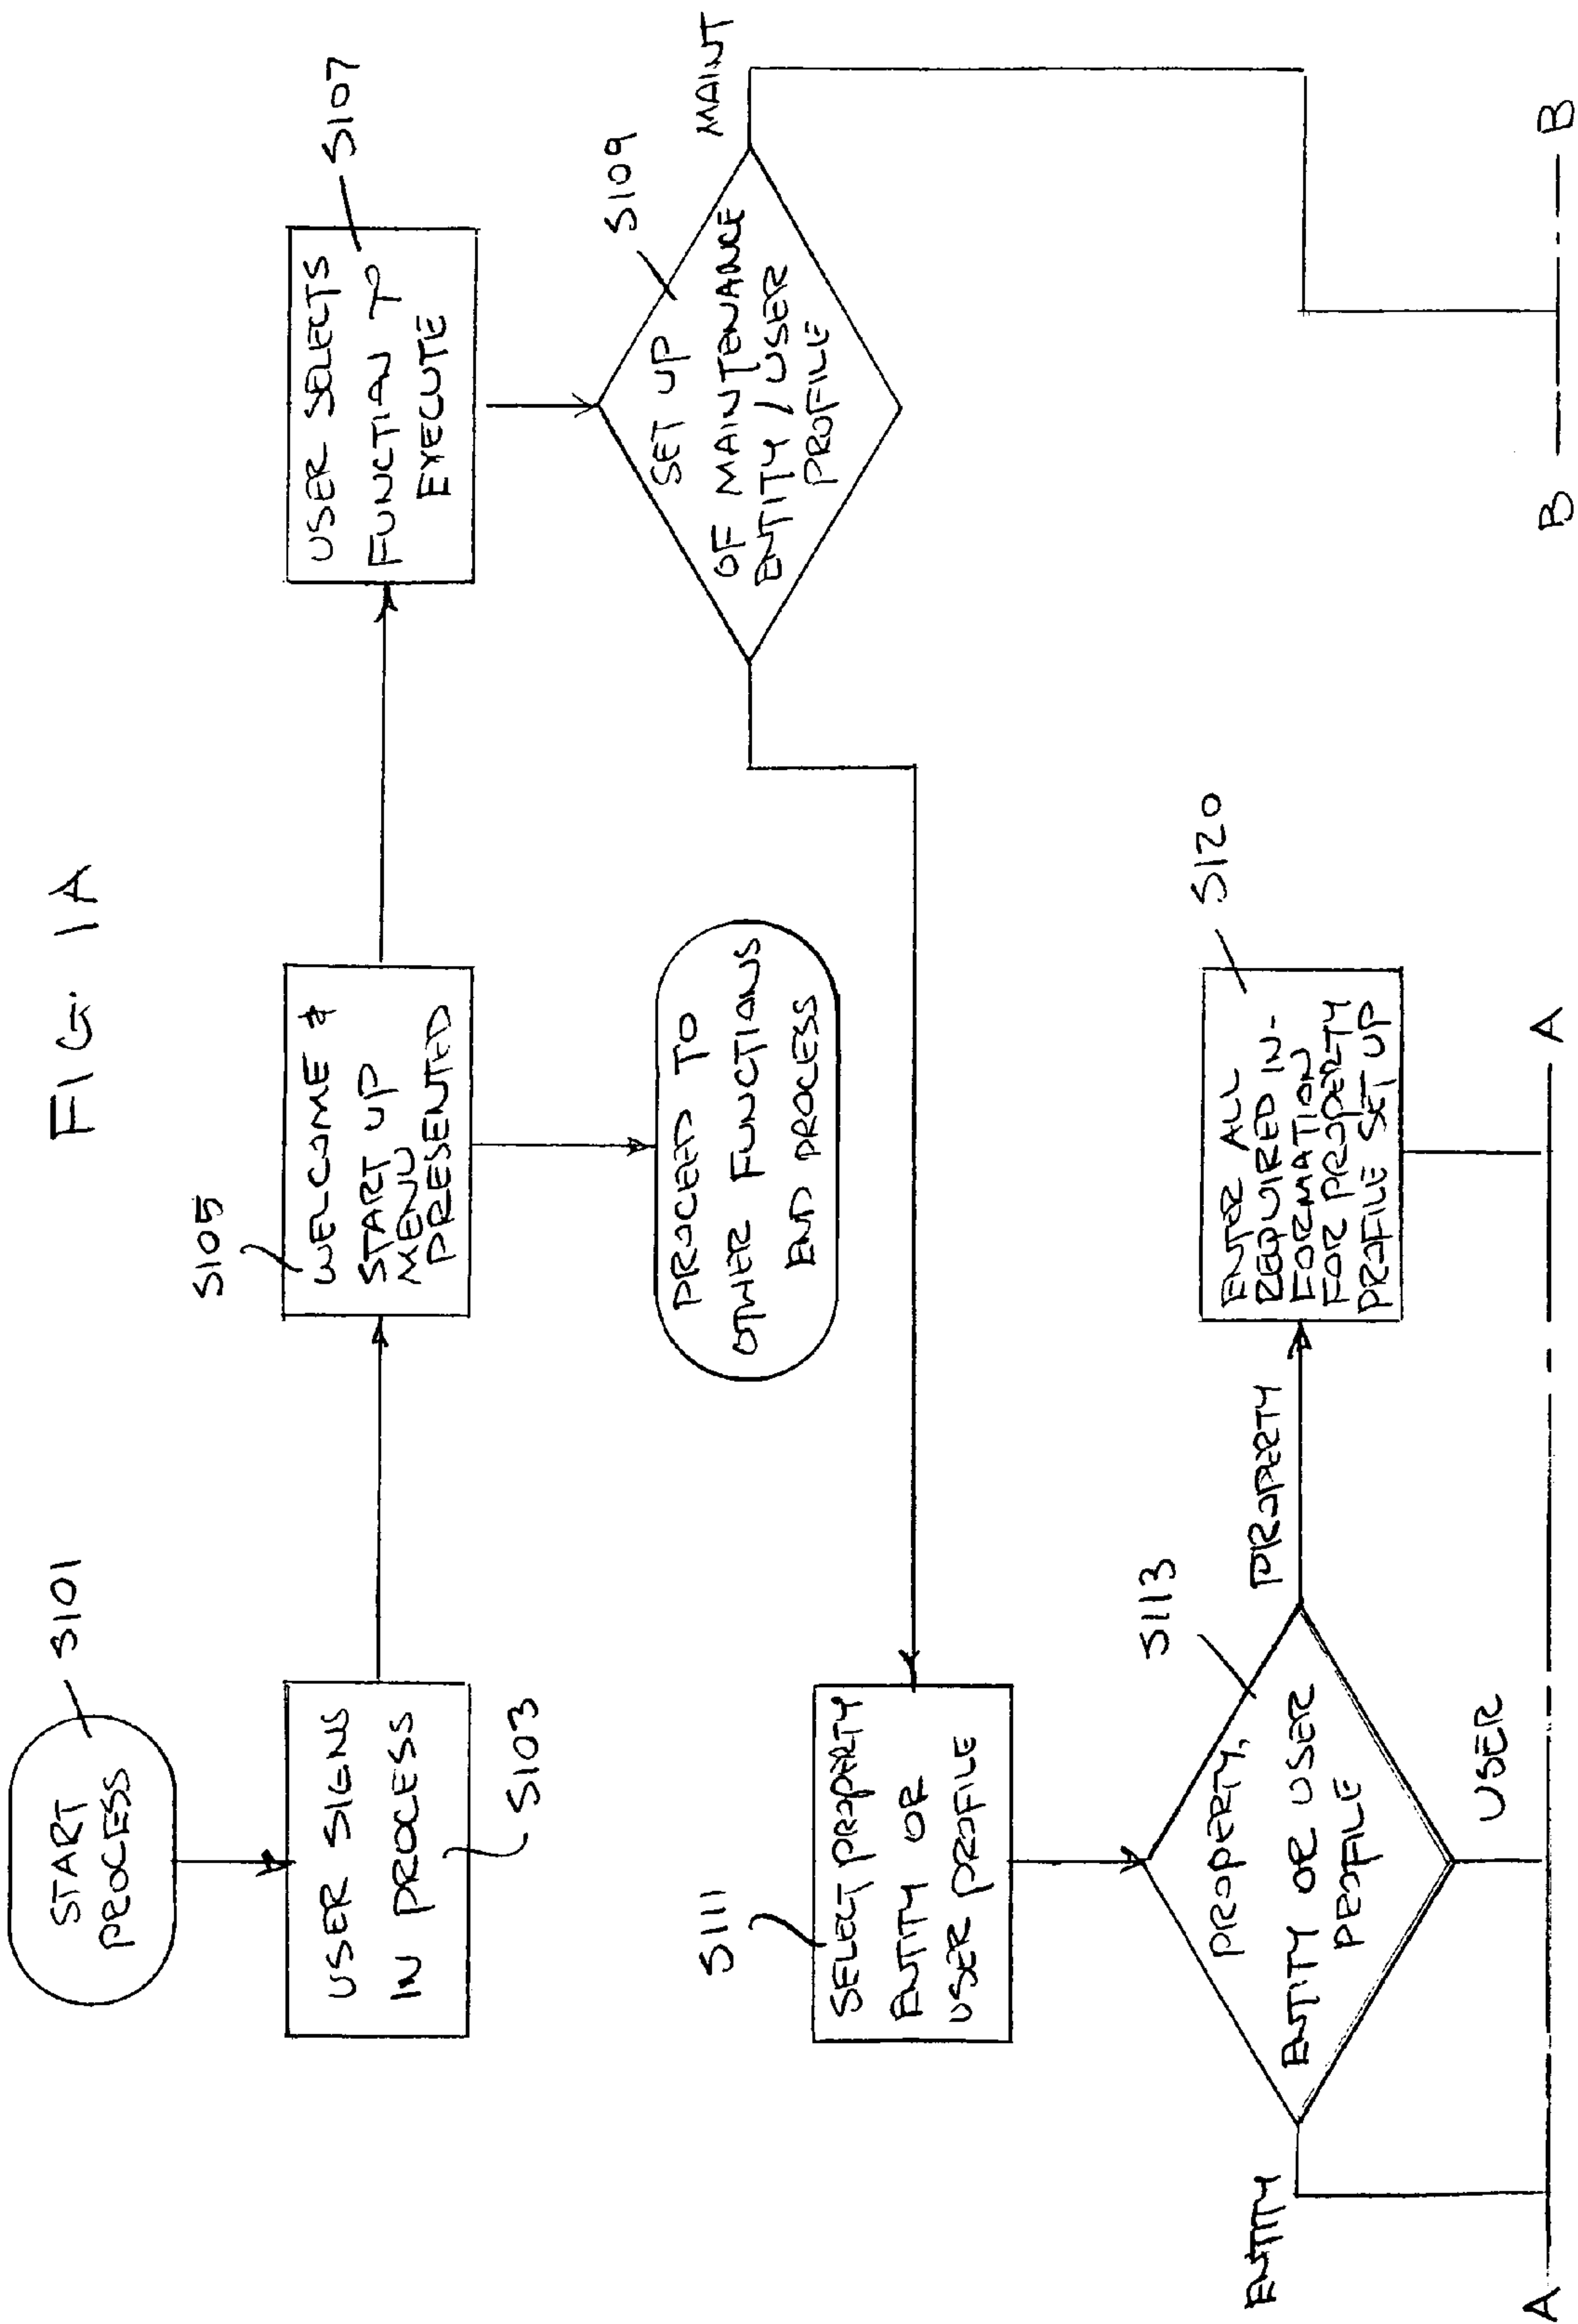 FIG. 1A
START
PROCESS
S101
USER SIGNS
IN PROCESS
S103
S105
WELCOME &
START UP
MENU
PRESENTED
USER SELECTS
FUNCTION TO
EXECUTE
S107
PROCEED TO
OTHER FUNCTIONS
END PROCESS
SET UP
OF MAINTENANCE
ENTITY / USER
PROFILE
S109
MAINT
S111
SELECT PROPERTY
ENTITY OR
USER PROFILE
PROPERTY,
ENTITY OR USER
PROFILE
S113
ENTITY
USER
PROPERTY
ENTER ALL
REQUIRED IN-
FORMATION
FOR PROPERTY
PROFILE SET UP
S120
A
A
B
B